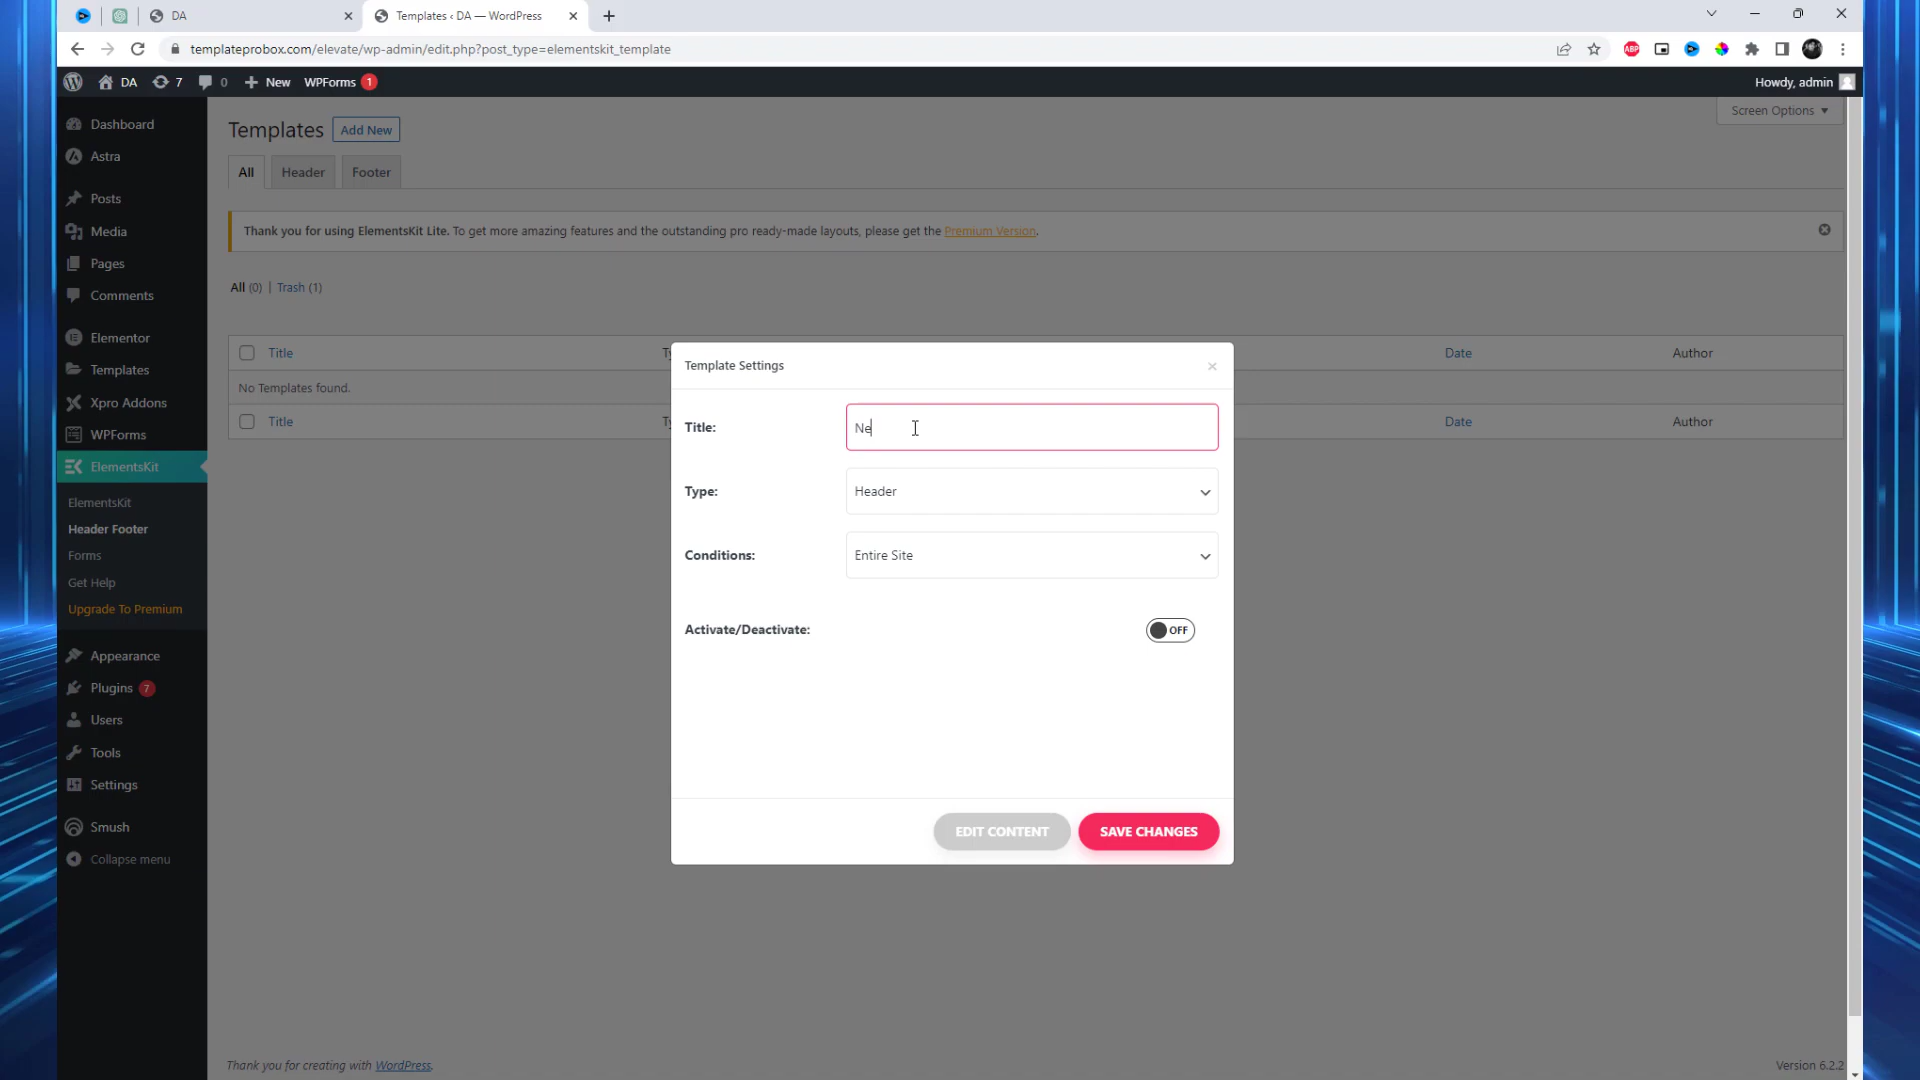 DA
Templates ‹ DA — WordPress
templateprobox.com/elevate/wp-admin/edit.php?post_type=elementskit_template
ABP
DA
7
0
New
WPForms 1
Howdy, admin
Dashboard
Astra
Posts
Media
Pages
Comments
Elementor
Templates
Xpro Addons
WPForms
ElementsKit
ElementsKit
Header Footer
Forms
Get Help
Upgrade To Premium
Appearance
Plugins 7
Users
Tools
Settings
Smush
Collapse menu
Screen Options
Templates Add New
All Header Footer
Thank you for using ElementsKit Lite. To get more amazing features and the outstanding pro ready-made layouts, please get the Premium Version.
All (0) | Trash (1)
Title Ty Date Author
No Templates found.
Title Ty Date Author
Template Settings ×
Title: Ne
Type: Header
Conditions: Entire Site
Activate/Deactivate: OFF
EDIT CONTENT SAVE CHANGES
Thank you for creating with WordPress. Version 6.2.2